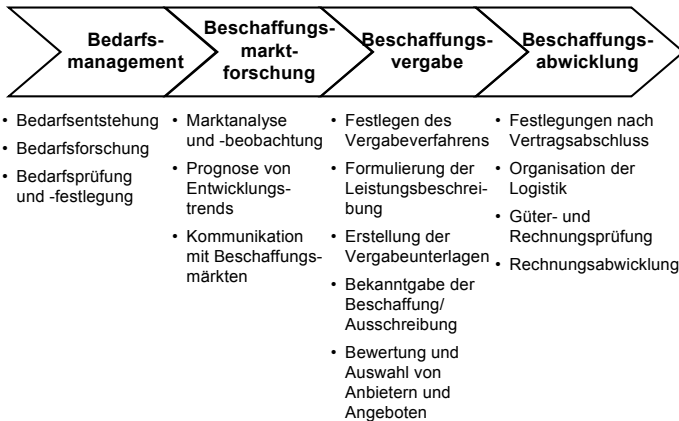 Bedarfs-
management
Beschaffungs-
markt-
forschung
Beschaffungs-
vergabe
Beschaffungs-
abwicklung
• Bedarfsentstehung
• Bedarfsforschung
• Bedarfsprüfung
und -festlegung
• Marktanalyse
und -beobachtung
• Prognose von
Entwicklungs-
trends
• Kommunikation
mit Beschaffungs-
märkten
• Festlegen des
Vergabeverfahrens
• Formulierung der
Leistungsbeschrei-
bung
• Erstellung der
Vergabeunterlagen
• Bekanntgabe der
Beschaffung/
Ausschreibung
• Bewertung und
Auswahl von
Anbietern und
Angeboten
• Festlegungen nach
Vertragsabschluss
• Organisation der
Logistik
• Güter- und
Rechnungsprüfung
• Rechnungsabwicklung